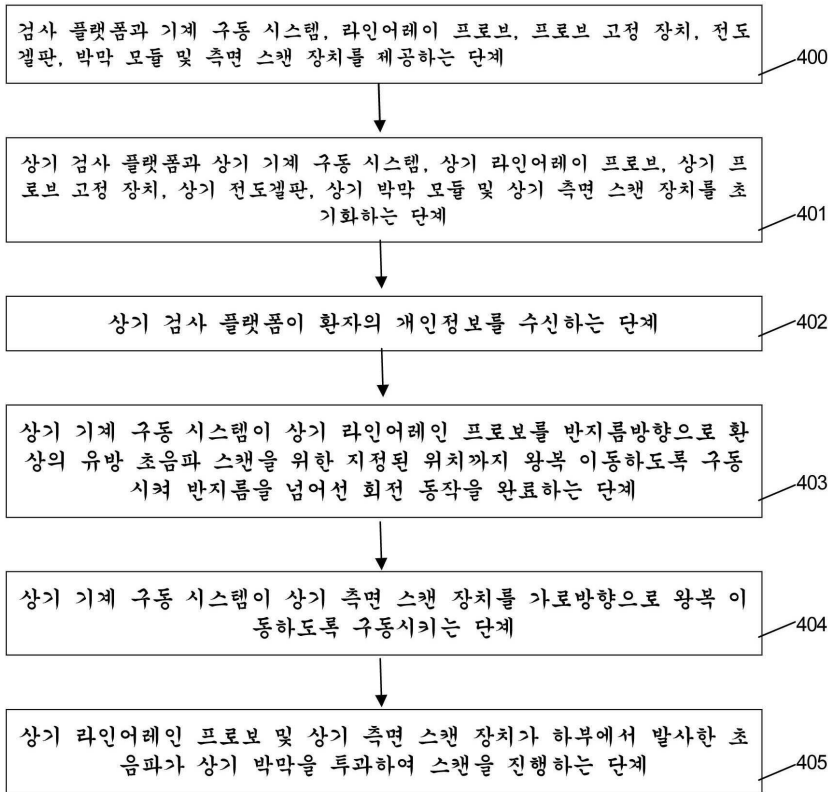 검사 플랫폼과 기계 구동 시스템, 라인어레이 프로브, 프로브 고정 장치, 전도
겔판, 박막 모듈 및 측면 스캔 장치를 제공하는 단계
400
상기 검사 플랫폼과 상기 기계 구동 시스템, 상기 라인어레이 프로브, 상기 프
로브 고정 장치, 상기 전도겔판, 상기 박막 모듈 및 상기 측면 스캔 장치를 초
기화하는 단계
401
상기 검사 플랫폼이 환자의 개인정보를 수신하는 단계
402
상기 기계 구동 시스템이 상기 라인어레인 프로보를 반지름방향으로 환
상의 유방 초음파 스캔을 위한 지정된 위치까지 왕복 이동하도록 구동
시켜 반지름을 넘어선 회전 동작을 완료하는 단계
403
상기 기계 구동 시스템이 상기 측면 스캔 장치를 가로방향으로 왕복 이
동하도록 구동시키는 단계
404
상기 라인어레인 프로보 및 상기 측면 스캔 장치가 하부에서 발사한 초
음파가 상기 박막을 투과하여 스캔을 진행하는 단계
405